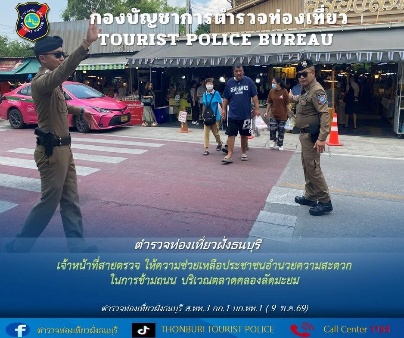 กองบัญชาการตำรวจท่องเที่ยว
TOURIST POLICE BUREAU
ตำรวจท่องเที่ยวฝั่งธนบุรี
เจ้าหน้าที่สายตรวจ ให้ความช่วยเหลือประชาชนอำนวยความสะดวก
ในการข้ามถนน บริเวณตลาดคลองลัดมะยม
ตำรวจท่องเที่ยวฝั่งธนบุรี ส.ทท.1 กก.1 บก.ทท.1 ( 9 พ.ค.69)
ตำรวจท่องเที่ยวฝั่งธนบุรี
THONBURI TOURIST POLICE
Call Center 1155